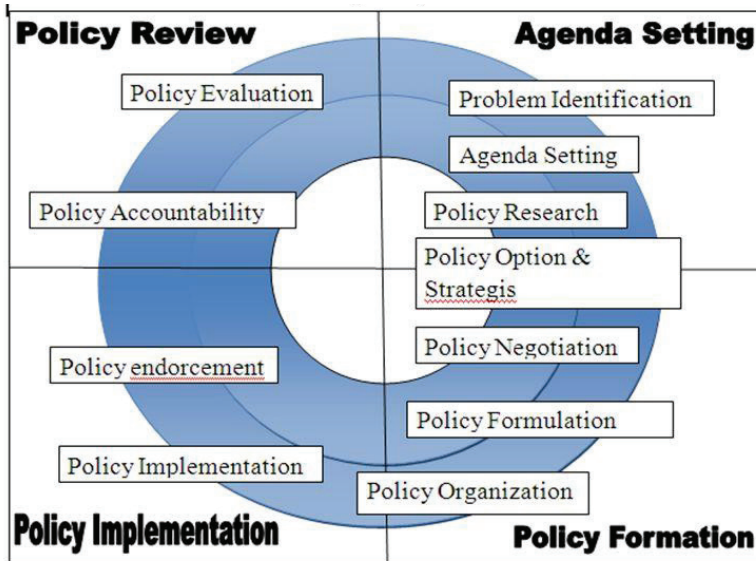 Policy Review
Agenda Setting
Policy Evaluation
Problem Identification
Agenda Setting
Policy Accountability
Policy Research
Policy Option &
Strategis
Policy endorcement
Policy Negotiation
Policy Formulation
Policy Implementation
Policy Organization
Policy Implementation
Policy Formation